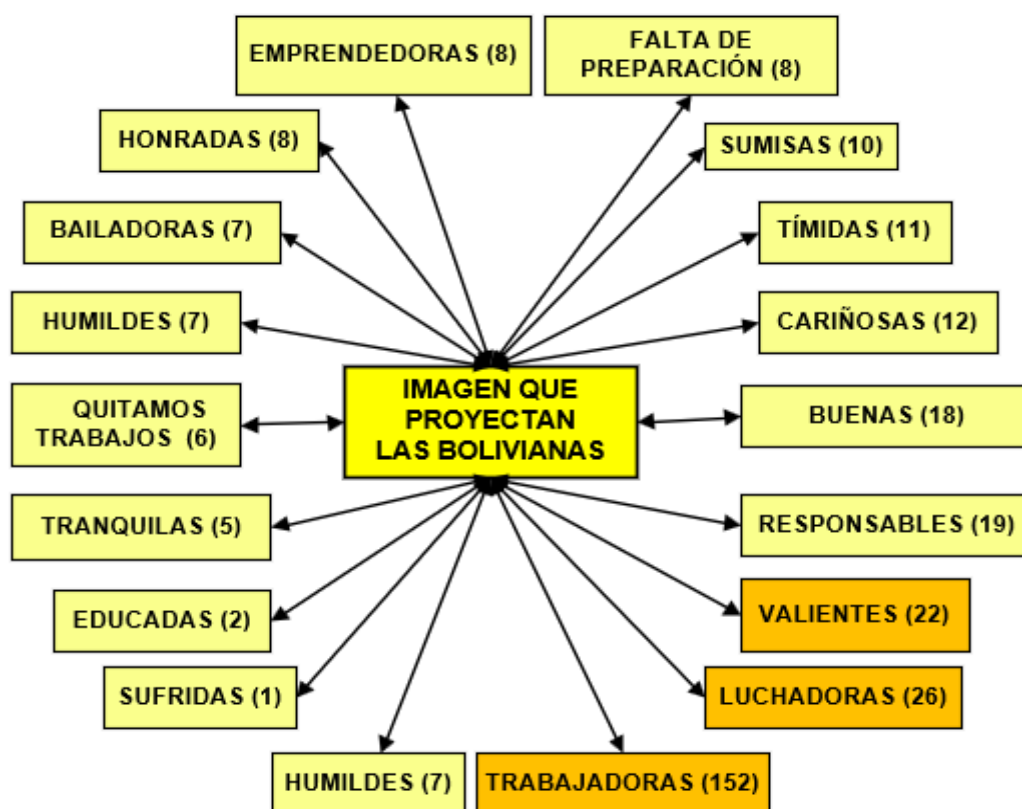 EMPRENDEDORAS (8)
FALTA DE
PREPARACIÓN (8)
HONRADAS (8)
SUMISAS (10)
BAILADORAS (7)
TÍMIDAS (11)
HUMILDES (7)
CARIÑOSAS (12)
IMAGEN QUE
PROYECTAN
LAS BOLIVIANAS
QUITAMOS
TRABAJOS (6)
BUENAS (18)
TRANQUILAS (5)
RESPONSABLES (19)
EDUCADAS (2)
VALIENTES (22)
SUFRIDAS (1)
LUCHADORAS (26)
HUMILDES (7)
TRABAJADORAS (152)